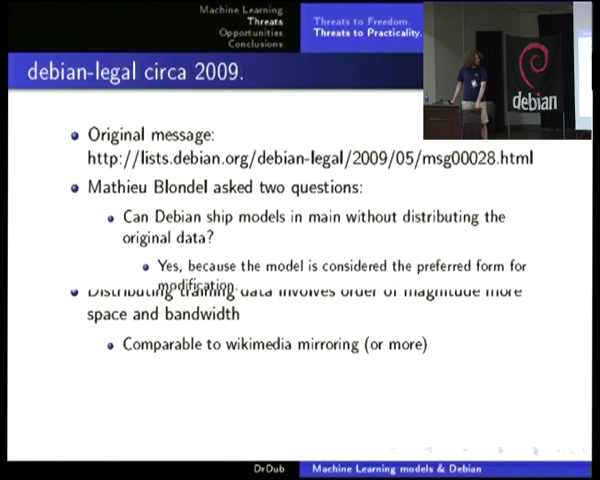 Machine Learning
Threats
Opportunities
Conclusions
Threats to Freedom.
Threats to Practicality.
debian-legal circa 2009.
debian
Original message:
http://lists.debian.org/debian-legal/2009/05/msg00028.html
Mathieu Blondel asked two questions:
Can Debian ship models in main without distributing the
original data?
Yes, because the model is considered the preferred form for
modification.
Distributing training data involves order of magnitude more
space and bandwidth
Comparable to wikimedia mirroring (or more)
DrDub
Machine Learning models & Debian